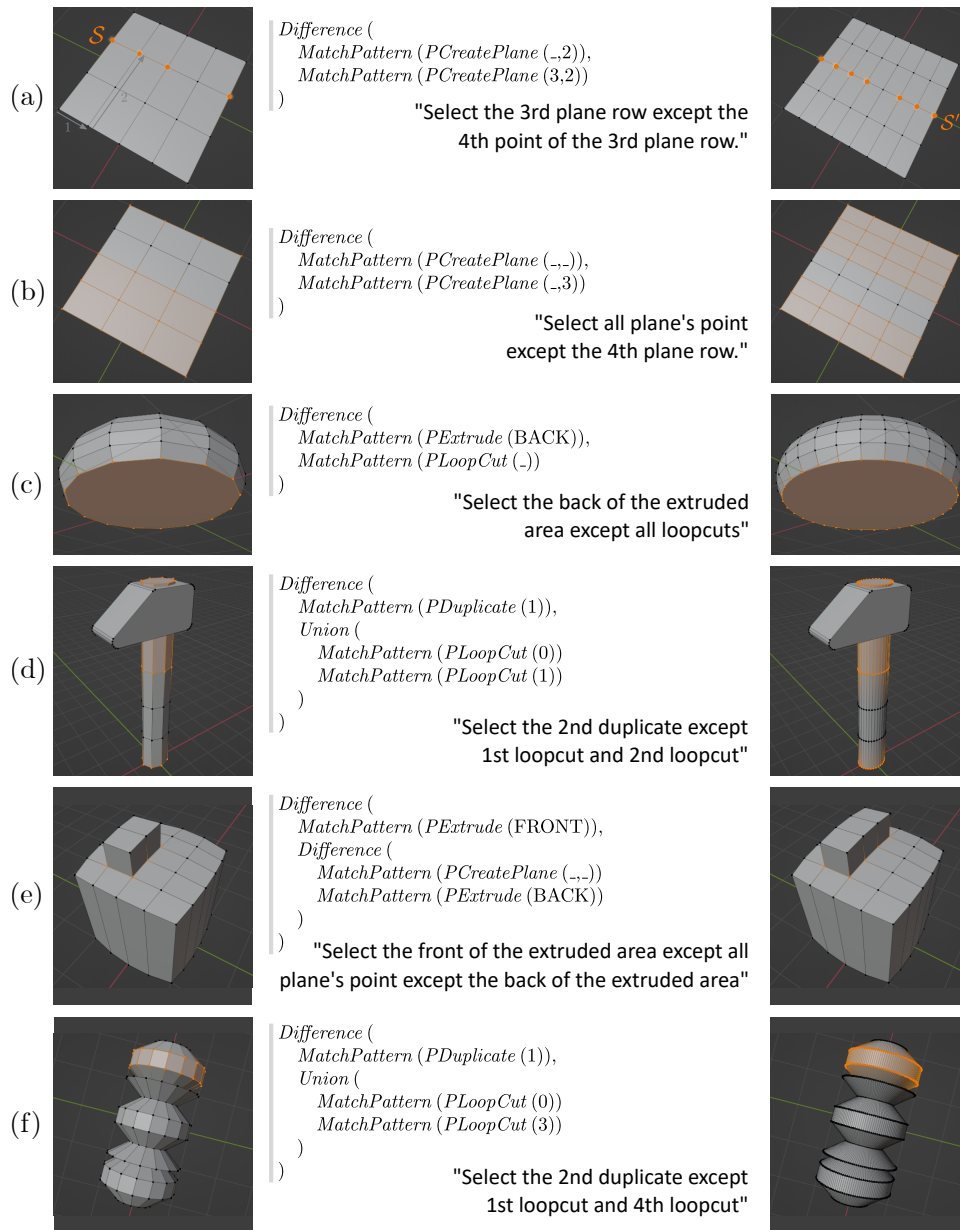 S
1
2
(a)
Difference (
MatchPattern (PCreatePlane (_,2)),
MatchPattern (PCreatePlane (3,2))
)
"Select the 3rd plane row except the
4th point of the 3rd plane row."
S'
(b)
Difference (
MatchPattern (PCreatePlane (_,_)),
MatchPattern (PCreatePlane (_,3))
)
"Select all plane's point
except the 4th plane row."
(c)
Difference (
MatchPattern (PExtrude (BACK)),
MatchPattern (PLoopCut (_))
)
"Select the back of the extruded
area except all loopcuts"
(d)
Difference (
MatchPattern (PDuplicate (1)),
Union (
MatchPattern (PLoopCut (0))
MatchPattern (PLoopCut (1))
)
)
"Select the 2nd duplicate except
1st loopcut and 2nd loopcut"
(e)
Difference (
MatchPattern (PExtrude (FRONT)),
Difference (
MatchPattern (PCreatePlane (_,_))
MatchPattern (PExtrude (BACK))
)
)
"Select the front of the extruded area except all
plane's point except the back of the extruded area"
(f)
Difference (
MatchPattern (PDuplicate (1)),
Union (
MatchPattern (PLoopCut (0))
MatchPattern (PLoopCut (3))
)
)
"Select the 2nd duplicate except
1st loopcut and 4th loopcut"